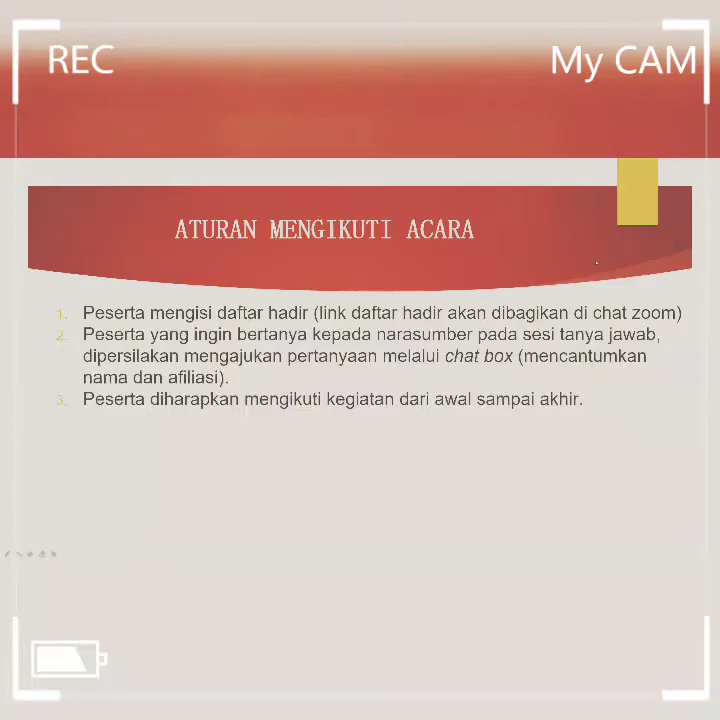 REC
My CAM
ATURAN MENGIKUTI ACARA
1. Peserta mengisi daftar hadir (link daftar hadir akan dibagikan di chat zoom)
2. Peserta yang ingin bertanya kepada narasumber pada sesi tanya jawab,
dipersilakan mengajukan pertanyaan melalui chat box (mencantumkan
nama dan afiliasi).
3. Peserta diharapkan mengikuti kegiatan dari awal sampai akhir.